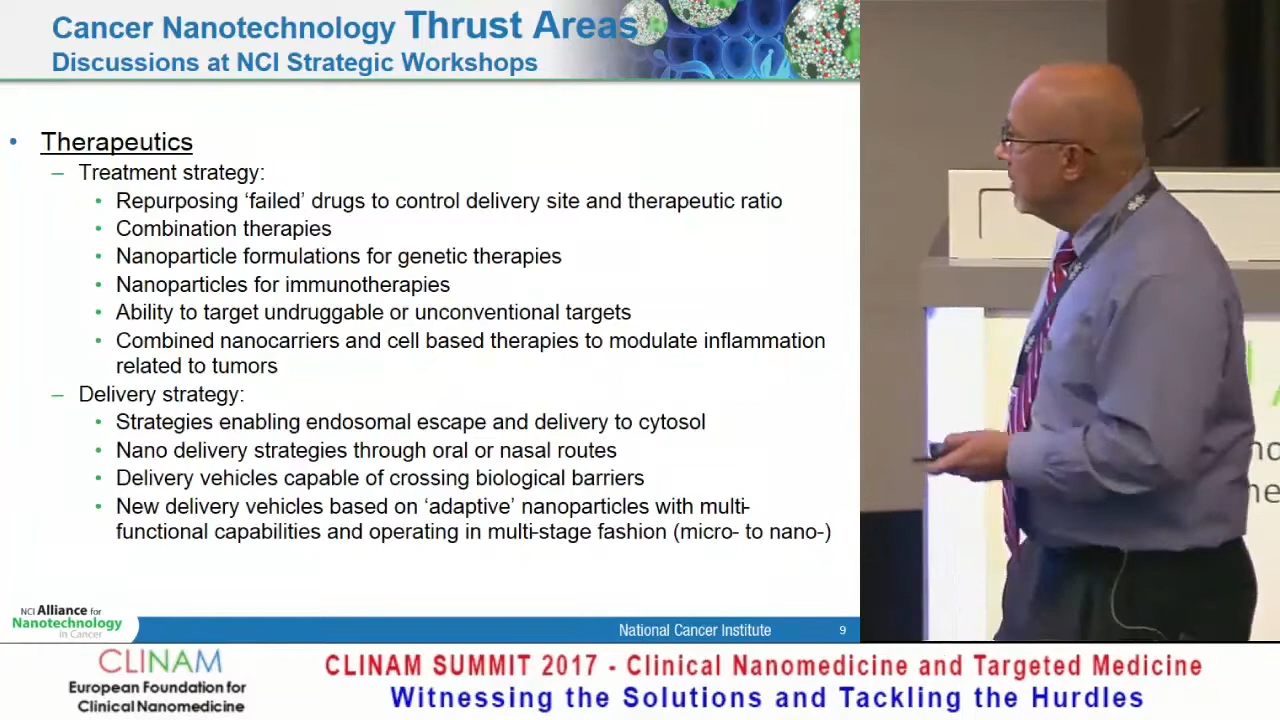 Cancer Nanotechnology Thrust Areas
Discussions at NCI Strategic Workshops
• Therapeutics
– Treatment strategy:
• Repurposing ‘failed’ drugs to control delivery site and therapeutic ratio
• Combination therapies
• Nanoparticle formulations for genetic therapies
• Nanoparticles for immunotherapies
• Ability to target undruggable or unconventional targets
• Combined nanocarriers and cell based therapies to modulate inflammation
related to tumors
– Delivery strategy:
• Strategies enabling endosomal escape and delivery to cytosol
• Nano delivery strategies through oral or nasal routes
• Delivery vehicles capable of crossing biological barriers
• New delivery vehicles based on ‘adaptive’ nanoparticles with multi-
functional capabilities and operating in multi-stage fashion (micro- to nano-)
NCI Alliance for
Nanotechnology
in Cancer
National Cancer Institute 9
CLINAM
European Foundation for
Clinical Nanomedicine
CLINAM SUMMIT 2017 - Clinical Nanomedicine and Targeted Medicine
Witnessing the Solutions and Tackling the Hurdles